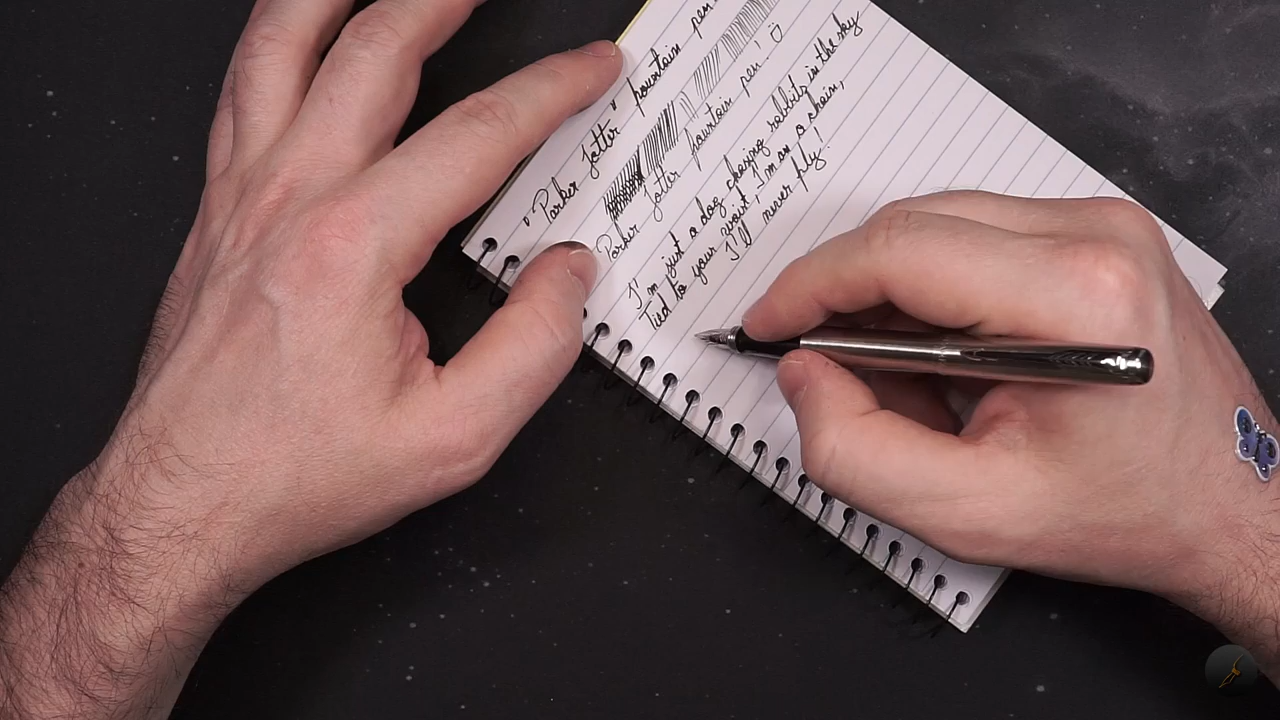 "Parker Jotter" fountain pen
Parker Jotter fountain pen!
I'm just a dog chasing rabbits in the sky
Tied to your waist, I'm on a chain,
I'll never fly!